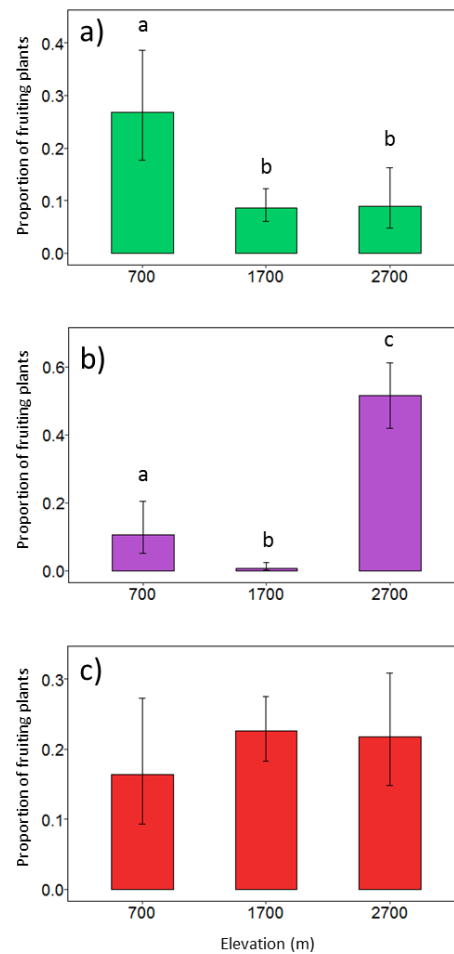 a)
Proportion of fruiting plants
0.4
0.3
0.2
0.1
0.0
a
b
b
700 1700 2700
b)
Proportion of fruiting plants
0.6
0.4
0.2
0.0
a
b
c
700 1700 2700
c)
Proportion of fruiting plants
0.3
0.2
0.1
0.0
700 1700 2700
Elevation (m)